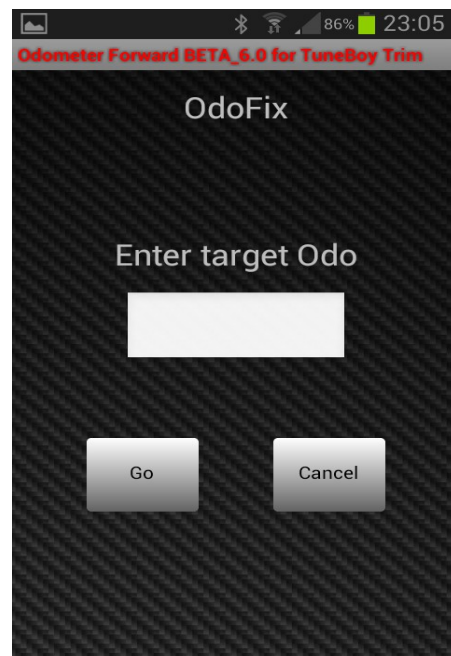 86% 23:05
Odometer Forward BETA_6.0 for TuneBoy Trim
OdoFix
Enter target Odo
Go Cancel